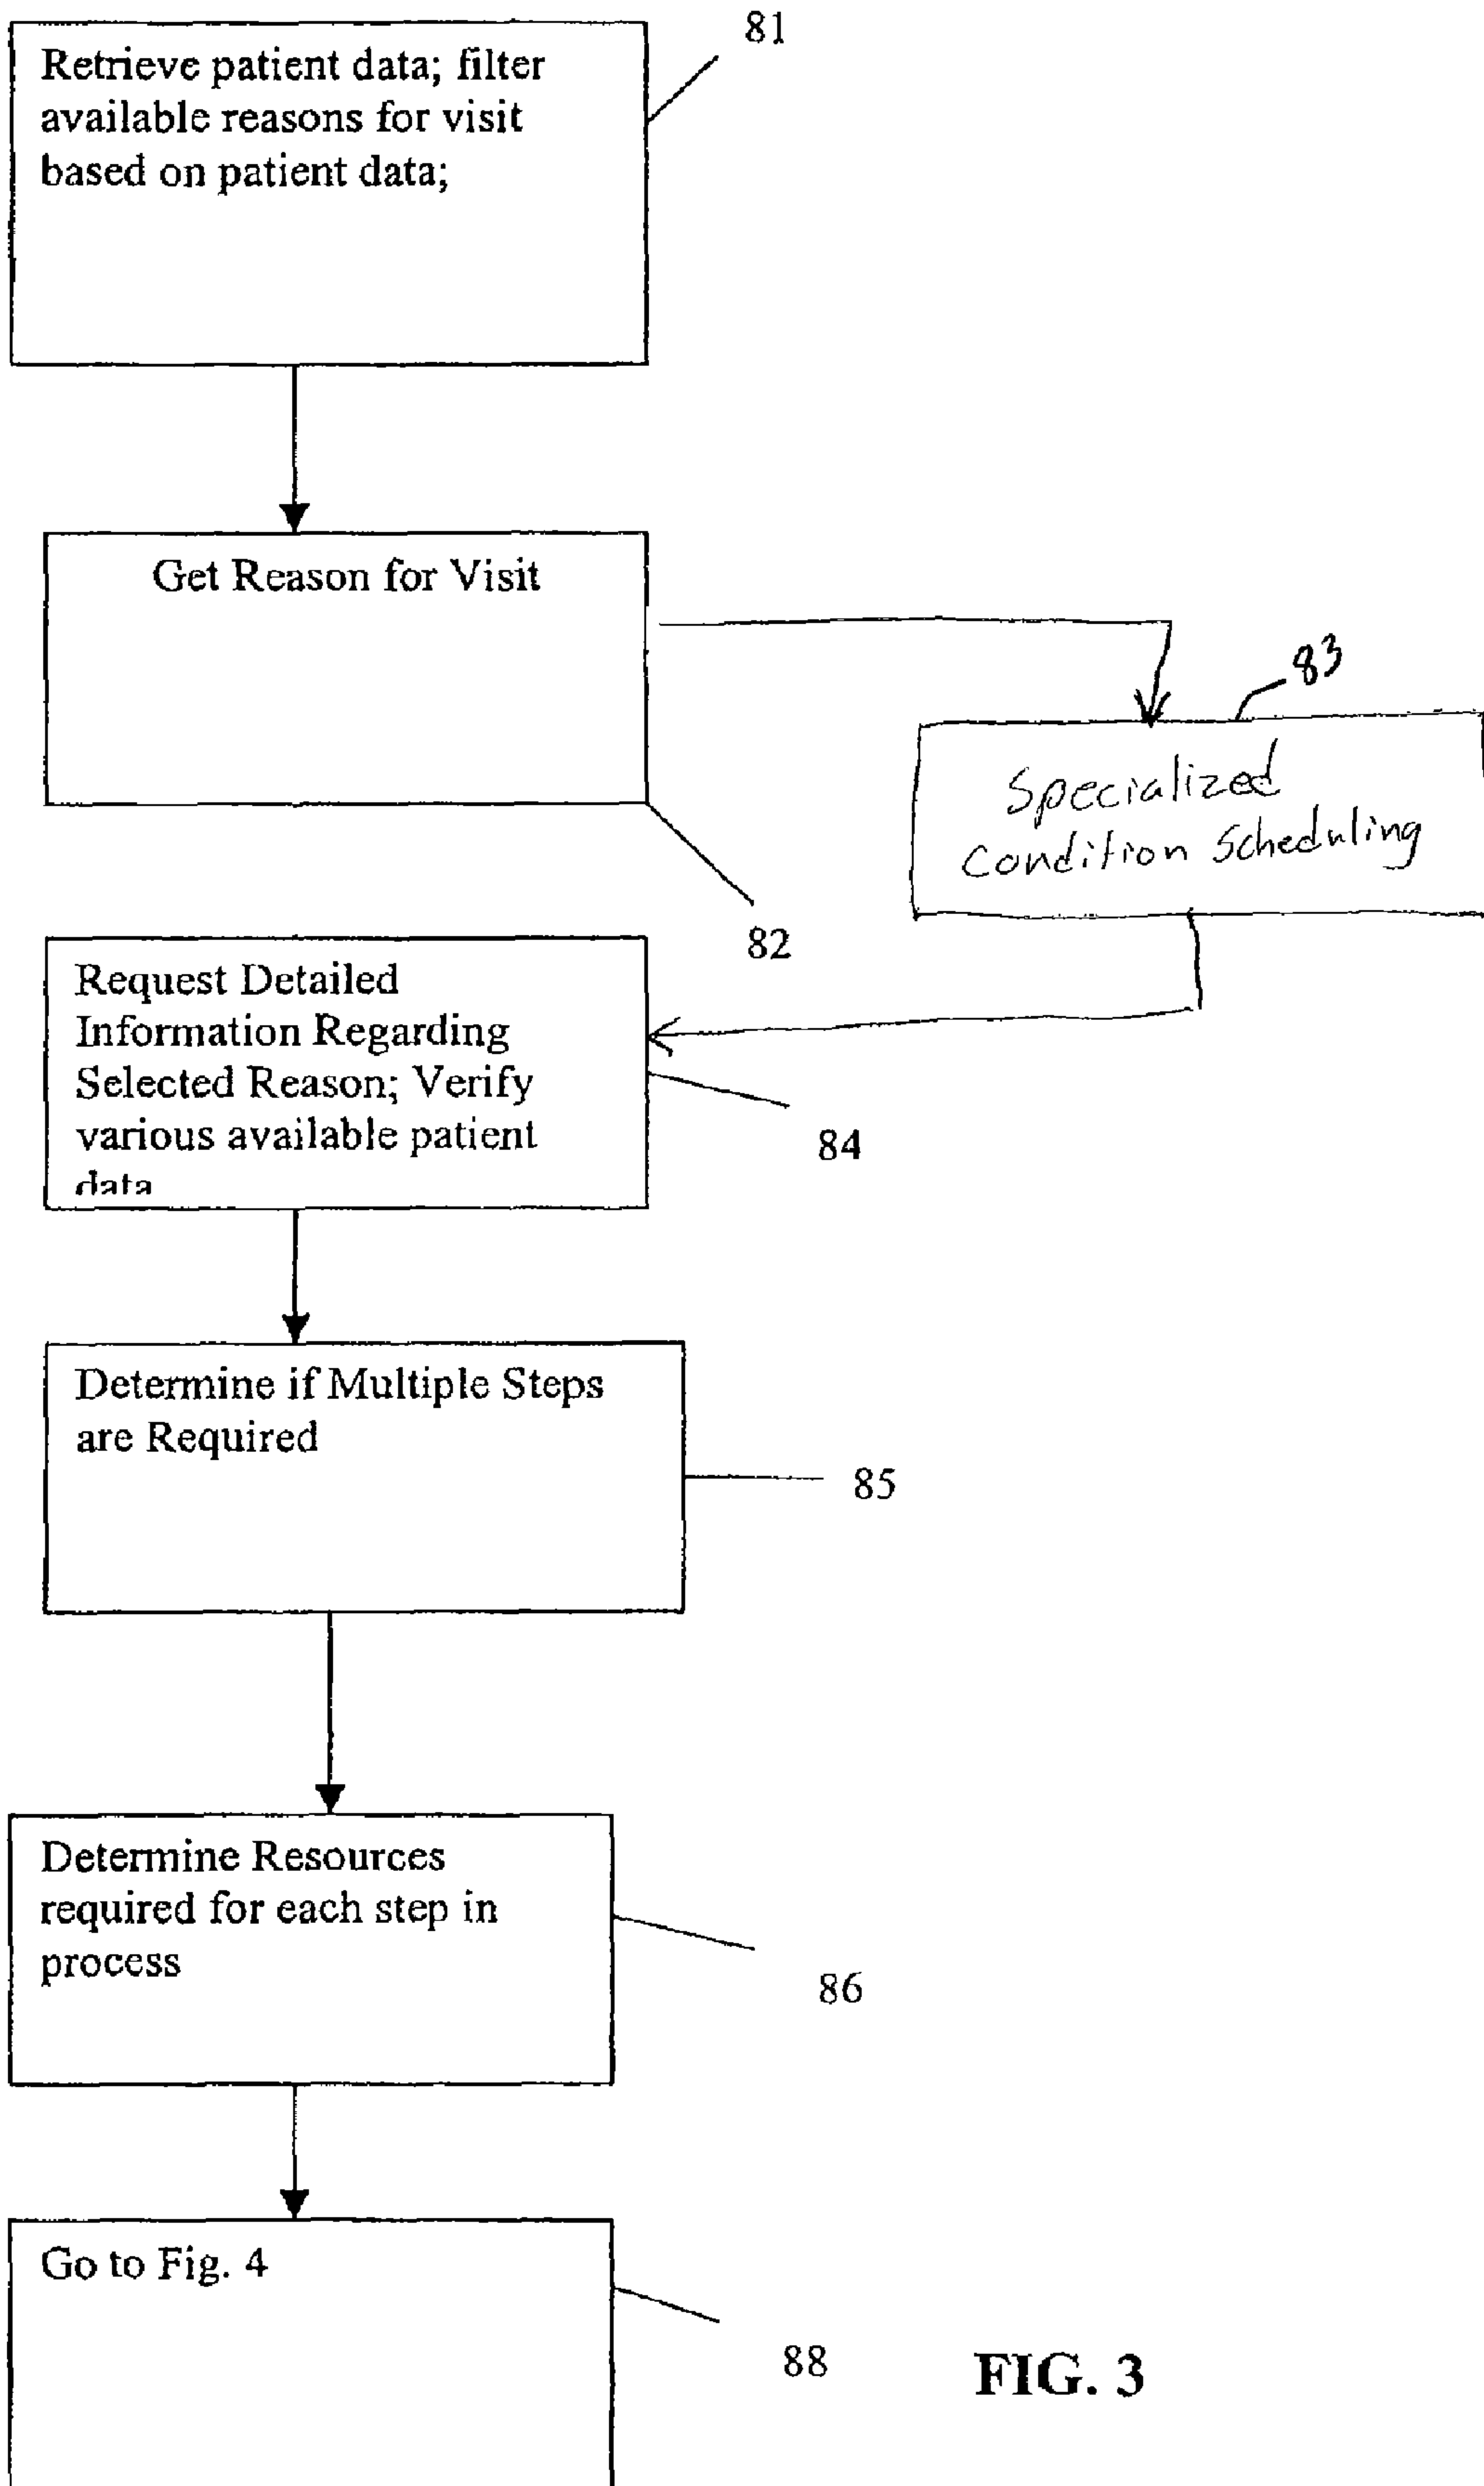 81
Retrieve patient data; filter
available reasons for visit
based on patient data;
Get Reason for Visit
83
Specialized
Condition Scheduling
82
Request Detailed
Information Regarding
Selected Reason; Verify
various available patient
data
84
Determine if Multiple Steps
are Required
85
Determine Resources
required for each step in
process
86
Go to Fig. 4
88
FIG. 3